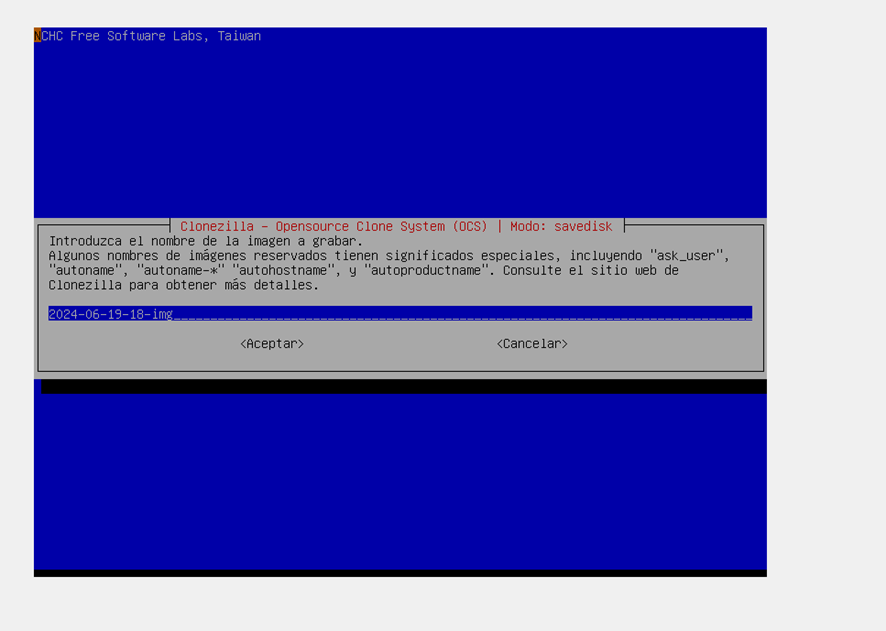 NCHC Free Software Labs, Taiwan
Clonezilla - Opensource Clone System (OCS) | Modo: savedisk
Introduzca el nombre de la imagen a grabar.
Algunos nombres de imágenes reservados tienen significados especiales, incluyendo "ask_user",
"autoname", "autoname-*" "autohostname", y "autoproductname". Consulte el sitio web de
Clonezilla para obtener más detalles.
2024-06-19-18-img
<Aceptar> <Cancelar>